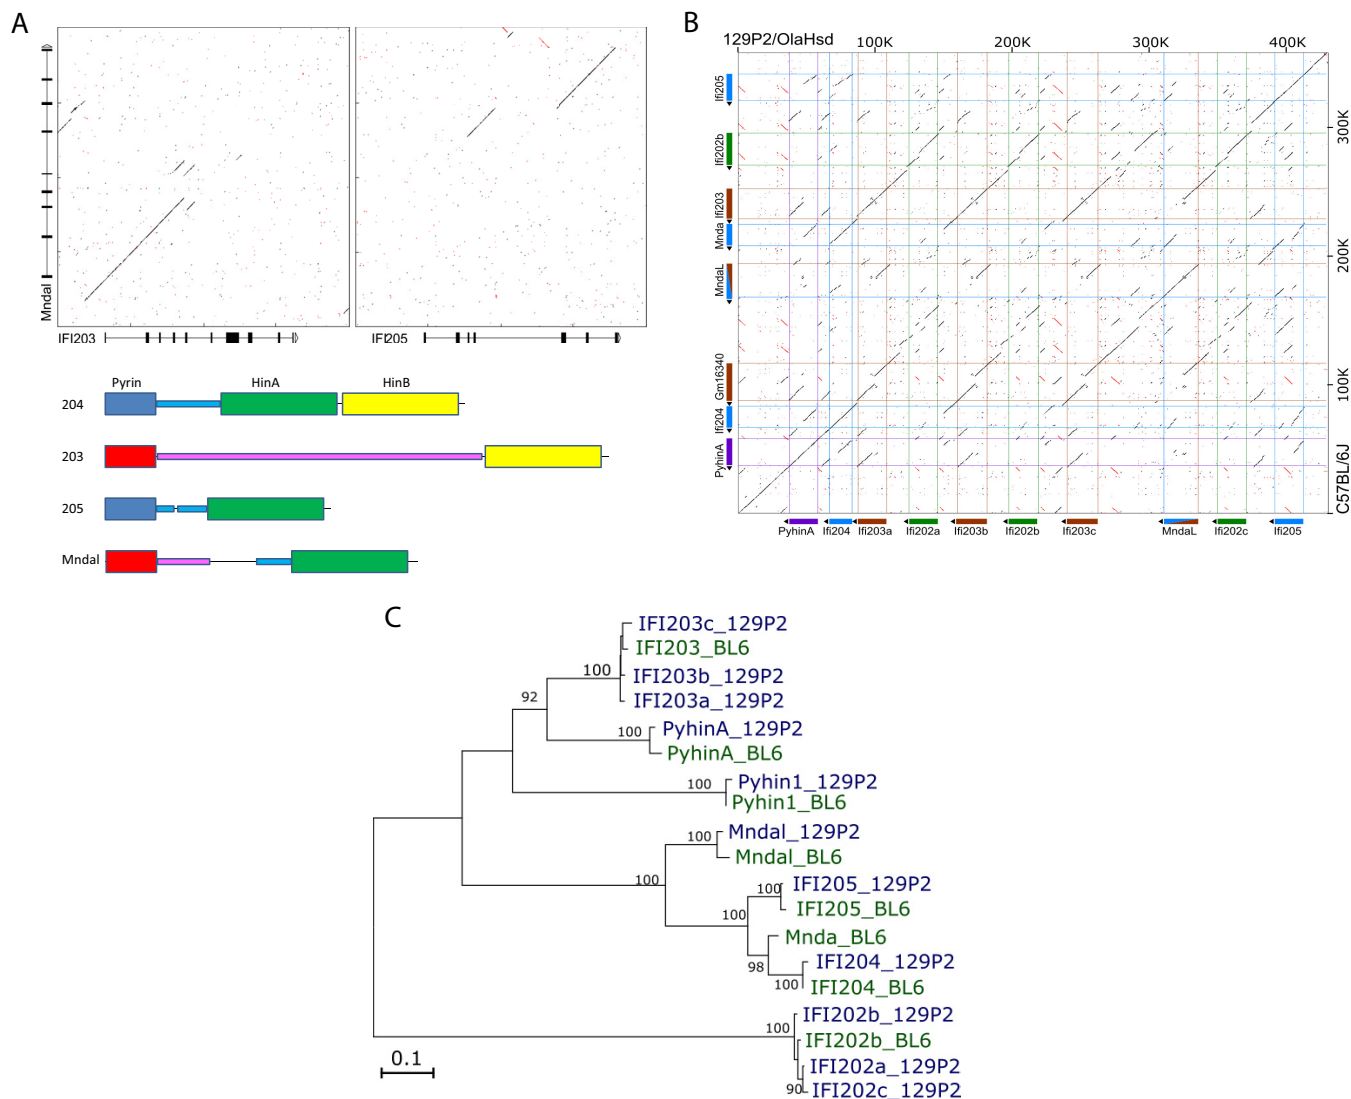 A
Mndal
IFI203
IFI205
Pyrin
HinA
HinB
204
203
205
Mndal
B
129P2/OlaHsd
100K
200K
300K
400K
Ifi205
Ifi202b
Ifi203
Mnda
MndaL
Gm16340
Ifi204
PyhinA
300K
200K
100K
C57BL/6J
PyhinA
Ifi204
Ifi203a
Ifi202a
Ifi203b
Ifi202b
Ifi203c
MndaL
Ifi202c
Ifi205
C
IFI203c_129P2
IFI203_BL6
100
IFI203b_129P2
92
IFI203a_129P2
100
PyhinA_129P2
PyhinA_BL6
100
Pyhin1_129P2
Pyhin1_BL6
100
Mndal_129P2
Mndal_BL6
100
100
IFI205_129P2
IFI205_BL6
100
Mnda_BL6
98
IFI204_129P2
100
IFI204_BL6
IFI202b_129P2
100
IFI202b_BL6
0.1
IFI202a_129P2
90
IFI202c_129P2